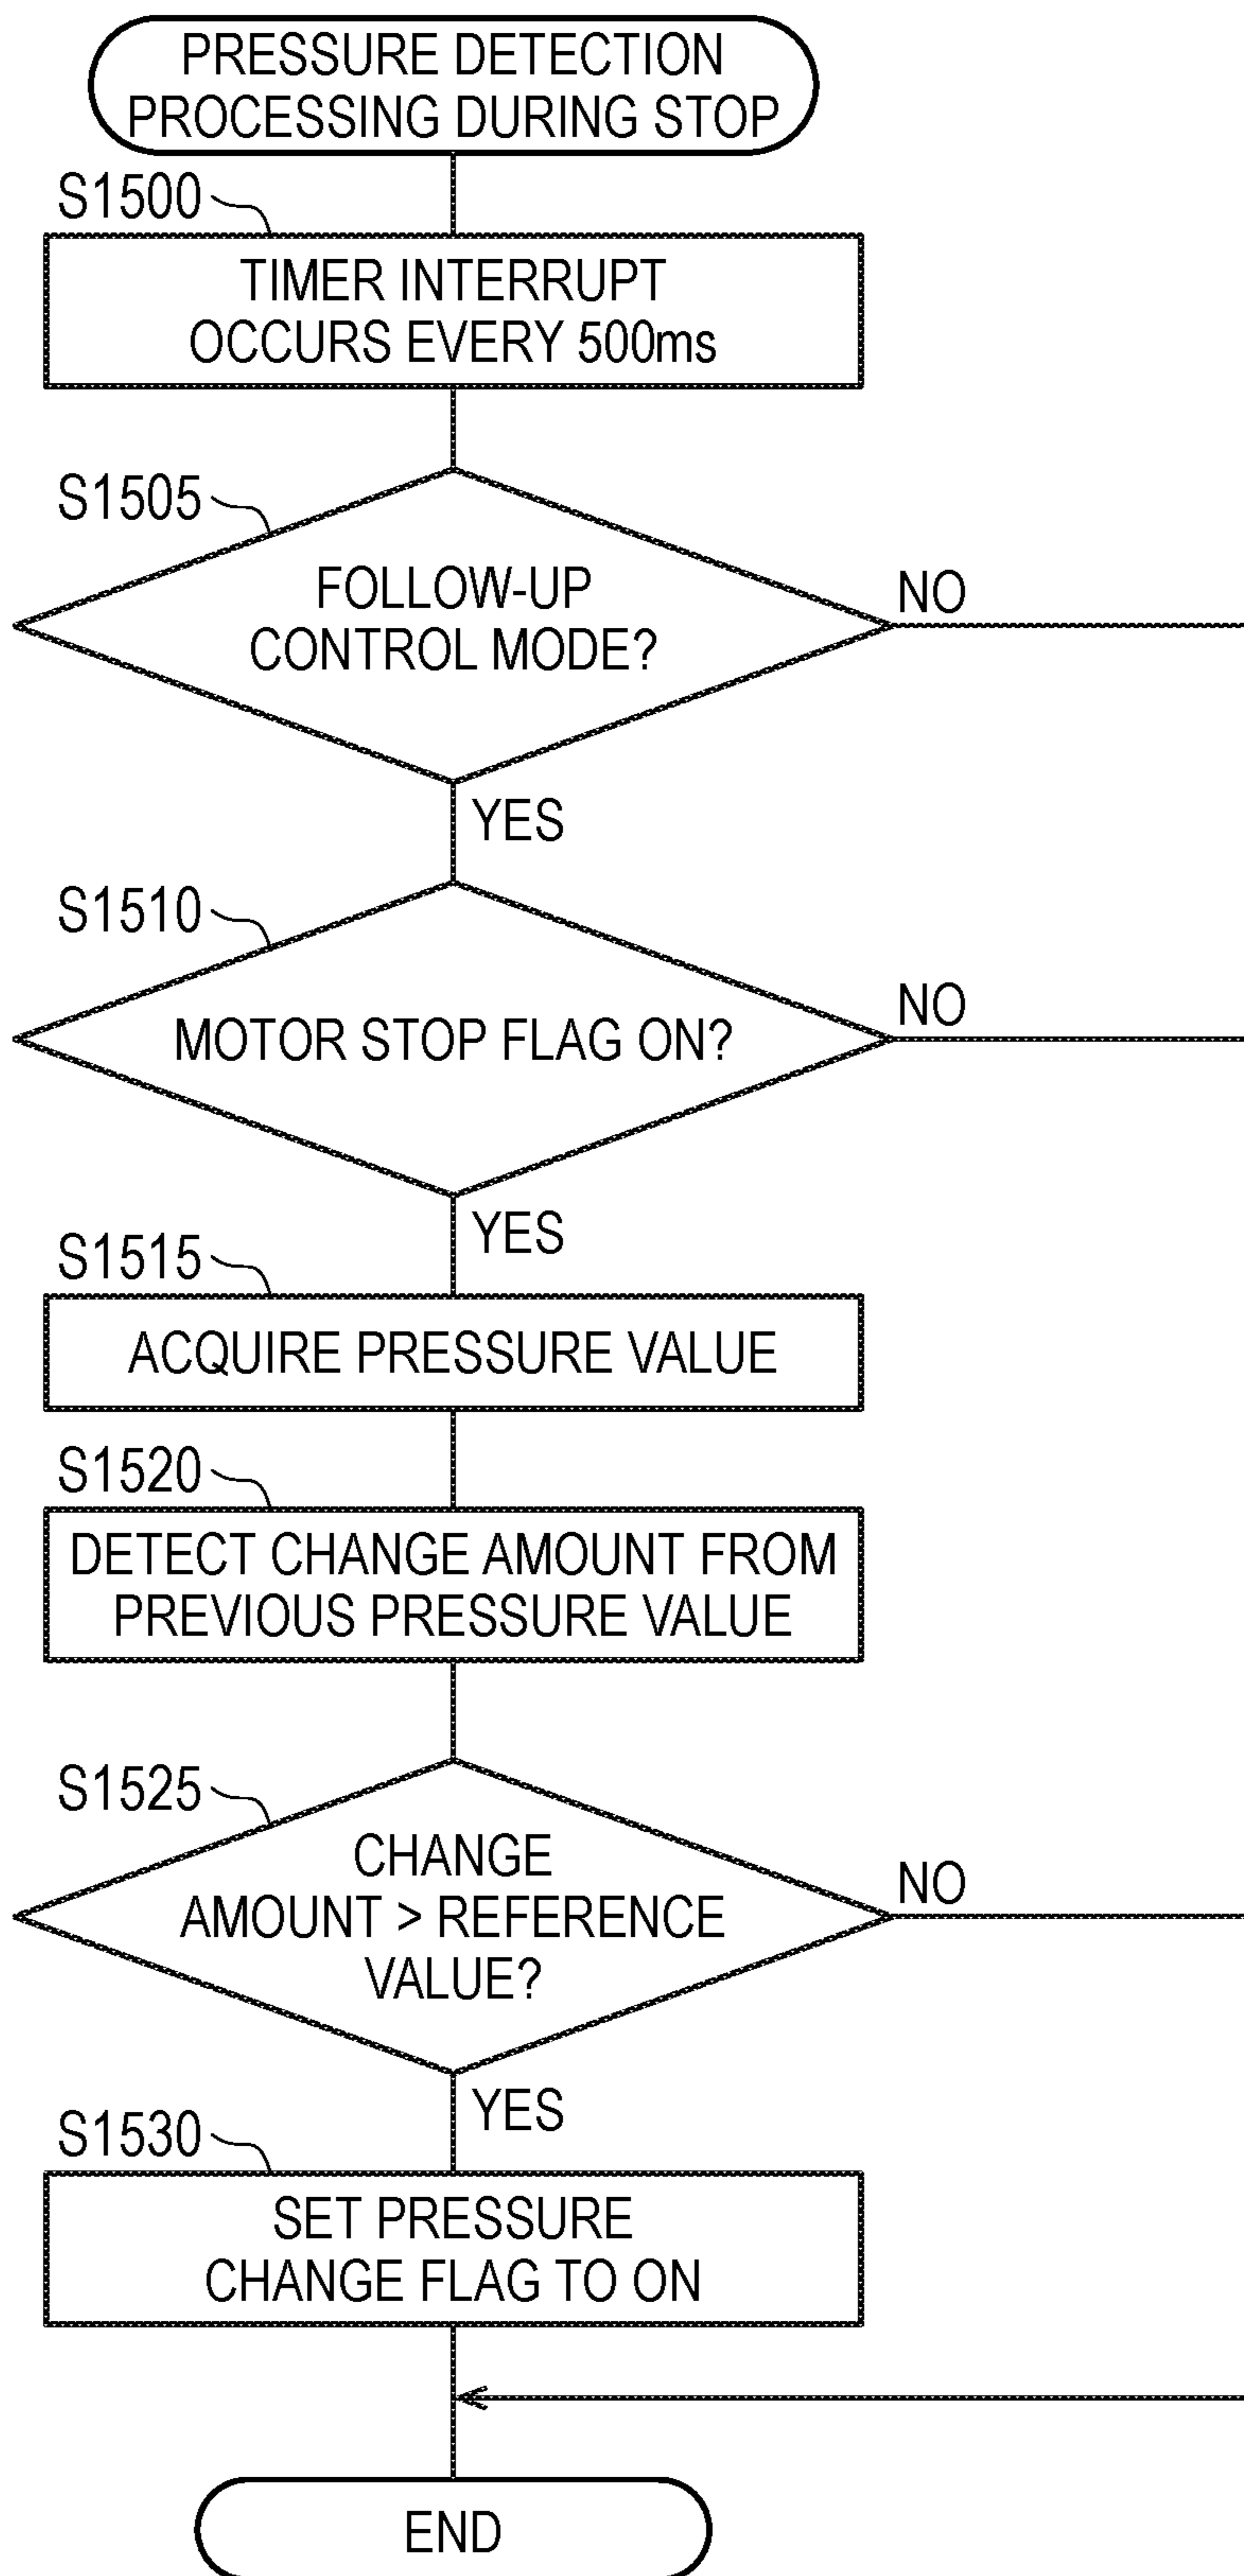 PRESSURE DETECTION
PROCESSING DURING STOP
S1500
TIMER INTERRUPT
OCCURS EVERY 500ms
S1505
FOLLOW-UP
CONTROL MODE?
NO
YES
S1510
MOTOR STOP FLAG ON?
NO
YES
S1515
ACQUIRE PRESSURE VALUE
S1520
DETECT CHANGE AMOUNT FROM
PREVIOUS PRESSURE VALUE
S1525
CHANGE
AMOUNT > REFERENCE
VALUE?
NO
YES
S1530
SET PRESSURE
CHANGE FLAG TO ON
END